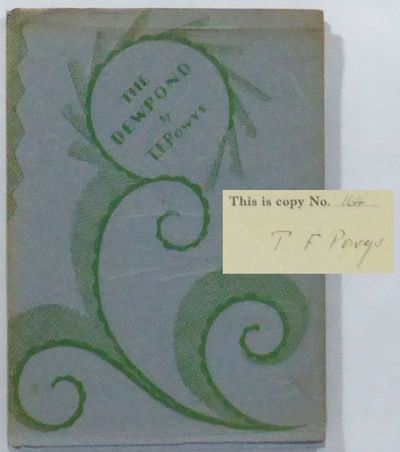 THE
DEWPOND
by
T.F.Powys
This is copy No. 164
T F Powys